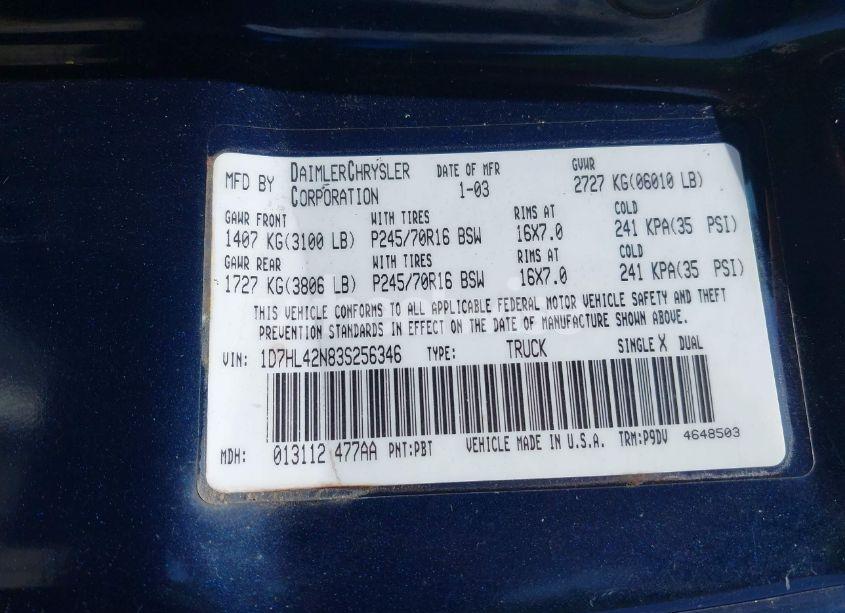 MFD BY DAIMLERCHRYSLER CORPORATION DATE OF MFR 1-03 GVWR 2727 KG(06010 LB)
GAWR FRONT WITH TIRES RIMS AT COLD
1407 KG(3100 LB) P245/70R16 BSW 16X7.0 241 KPA(35 PSI)
GAWR REAR WITH TIRES RIMS AT COLD
1727 KG(3806 LB) P245/70R16 BSW 16X7.0 241 KPA(35 PSI)
THIS VEHICLE CONFORMS TO ALL APPLICABLE FEDERAL MOTOR VEHICLE SAFETY AND THEFT
PREVENTION STANDARDS IN EFFECT ON THE DATE OF MANUFACTURE SHOWN ABOVE.
VIN: 1D7HL42N83S256346 TYPE: TRUCK SINGLE X DUAL
MDH: 013112 477AA PNT:PBT VEHICLE MADE IN U.S.A. TRM:P9DV 4648503